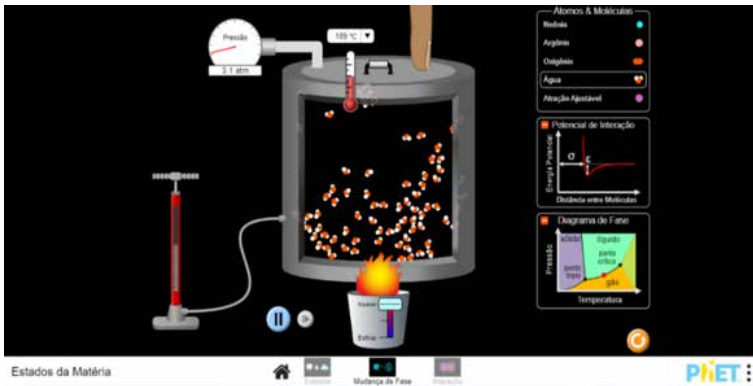 Pressão
3.1 atm
189 °C
Átomos & Moléculas
Neônio
Argônio
Oxigênio
Água
Atração Ajustável
Potencial de Interação
Energia Potencial
σ
ε
Distância entre Moléculas
Diagrama de Fase
Pressão
sólido
líquido
ponto
crítico
ponto
triplo
gás
Temperatura
Aquecer
Esfriar
Estados da Matéria
Estados
Mudança de Fase
Interação
PhET